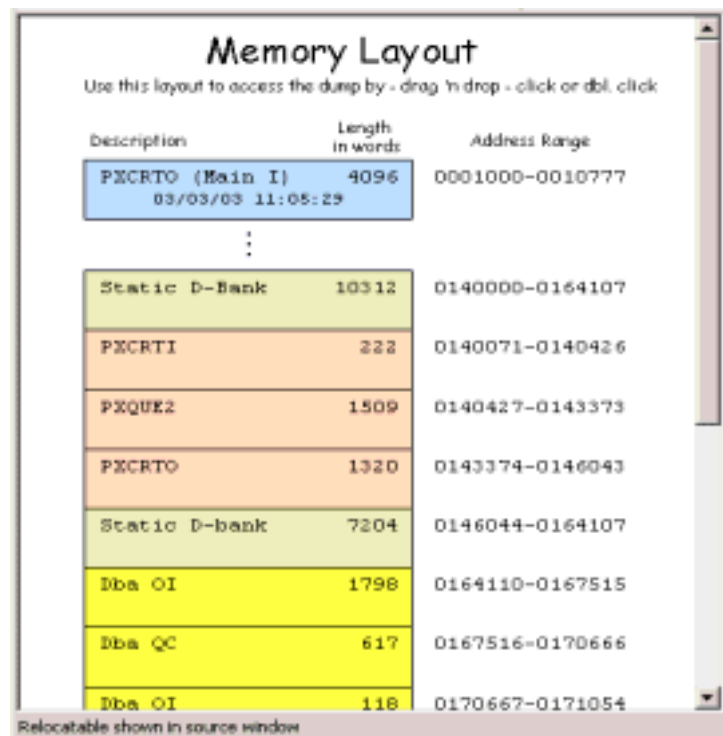 Memory Layout
Use this layout to access the dump by - drag 'n drop - click or dbl. click
Description Length in words Address Range
PXCRTO (Main I) 4096 0001000-0010777
03/03/03 11:05:29
Static D-Bank 10312 0140000-0164107
PXCRTI 222 0140071-0140426
PXQUE2 1509 0140427-0143373
PXCRTO 1320 0143374-0146043
Static D-bank 7204 0146044-0164107
Dba OI 1798 0164110-0167515
Dba QC 617 0167516-0170666
Dba OI 118 0170667-0171054
Relocatable shown in source window